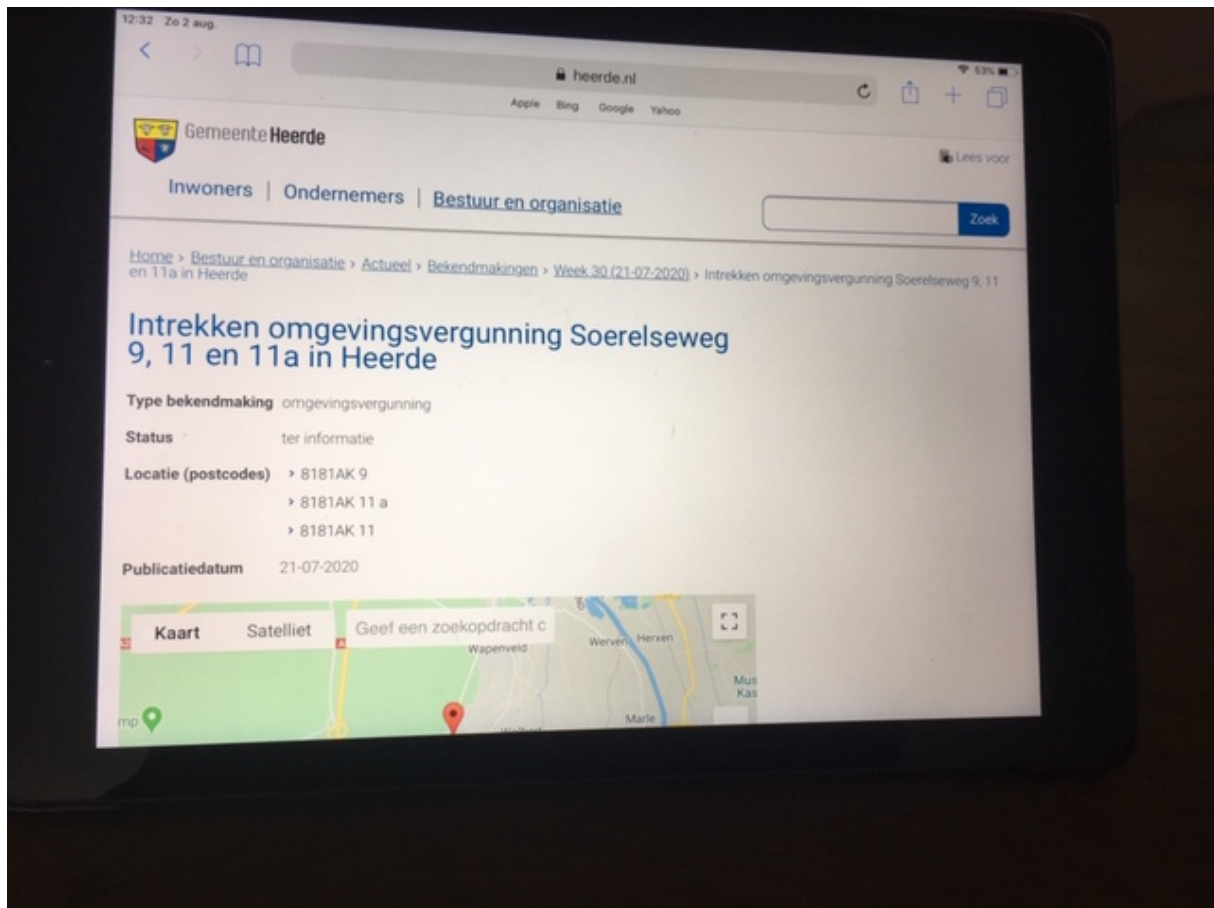 12:32 Zo 2 aug.
53%
heerde.nl
Apple Bing Google Yahoo
Gemeente Heerde
Lees voor
Inwoners | Ondernemers | Bestuur en organisatie
Zoek
Home > Bestuur en organisatie > Actueel > Bekendmakingen > Week 30 (21-07-2020) > Intrekken omgevingsvergunning Soerelseweg 9, 11
en 11a in Heerde
Intrekken omgevingsvergunning Soerelseweg
9, 11 en 11a in Heerde
Type bekendmaking omgevingsvergunning
Status ter informatie
Locatie (postcodes) > 8181AK 9
> 8181AK 11 a
> 8181AK 11
Publicatiedatum 21-07-2020
Kaart Satelliet Geef een zoekopdracht o
Wapenveld
Werven Herxen
Mus
Kas
mp
Marle